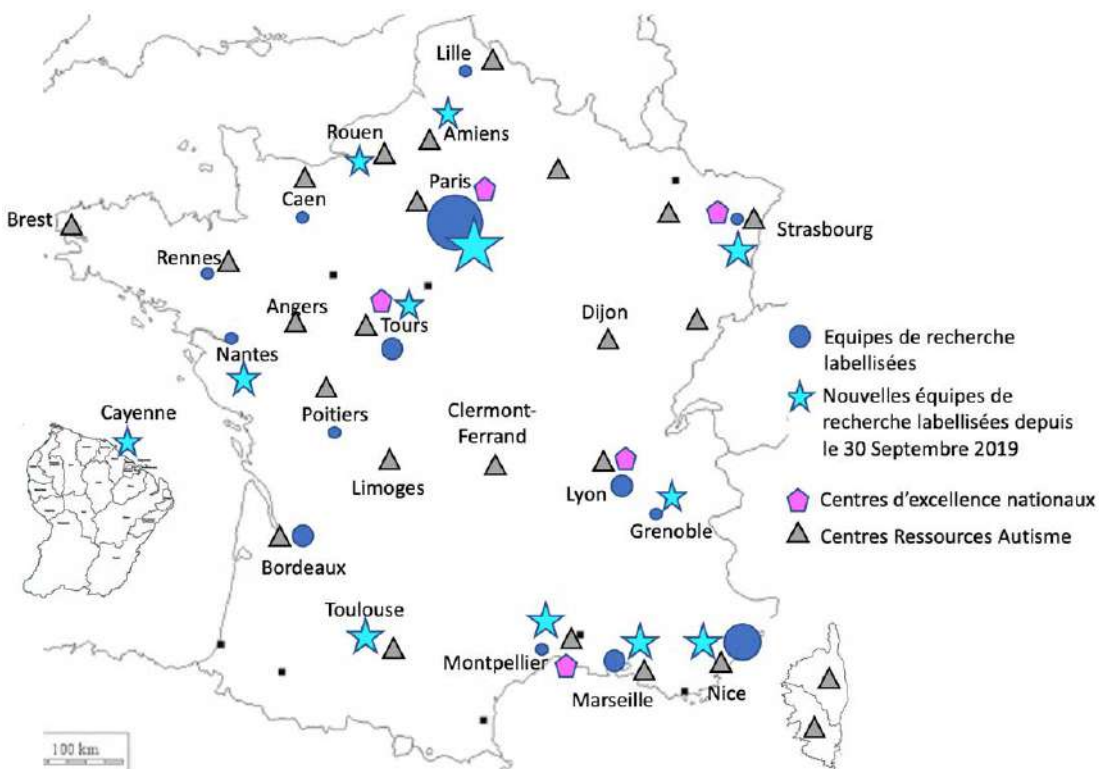 Lille
Amiens
Rouen
Caen
Paris
Brest
Strasbourg
Rennes
Angers
Tours
Dijon
Nantes
Poitiers
Cayenne
Clermont-
Ferrand
Limoges
Lyon
Grenoble
Bordeaux
Toulouse
Montpellier
Marseille
Nice
Equipes de recherche
labellisées
Nouvelles équipes de
recherche labellisées depuis
le 30 Septembre 2019
Centres d'excellence nationaux
Centres Ressources Autisme
100 km